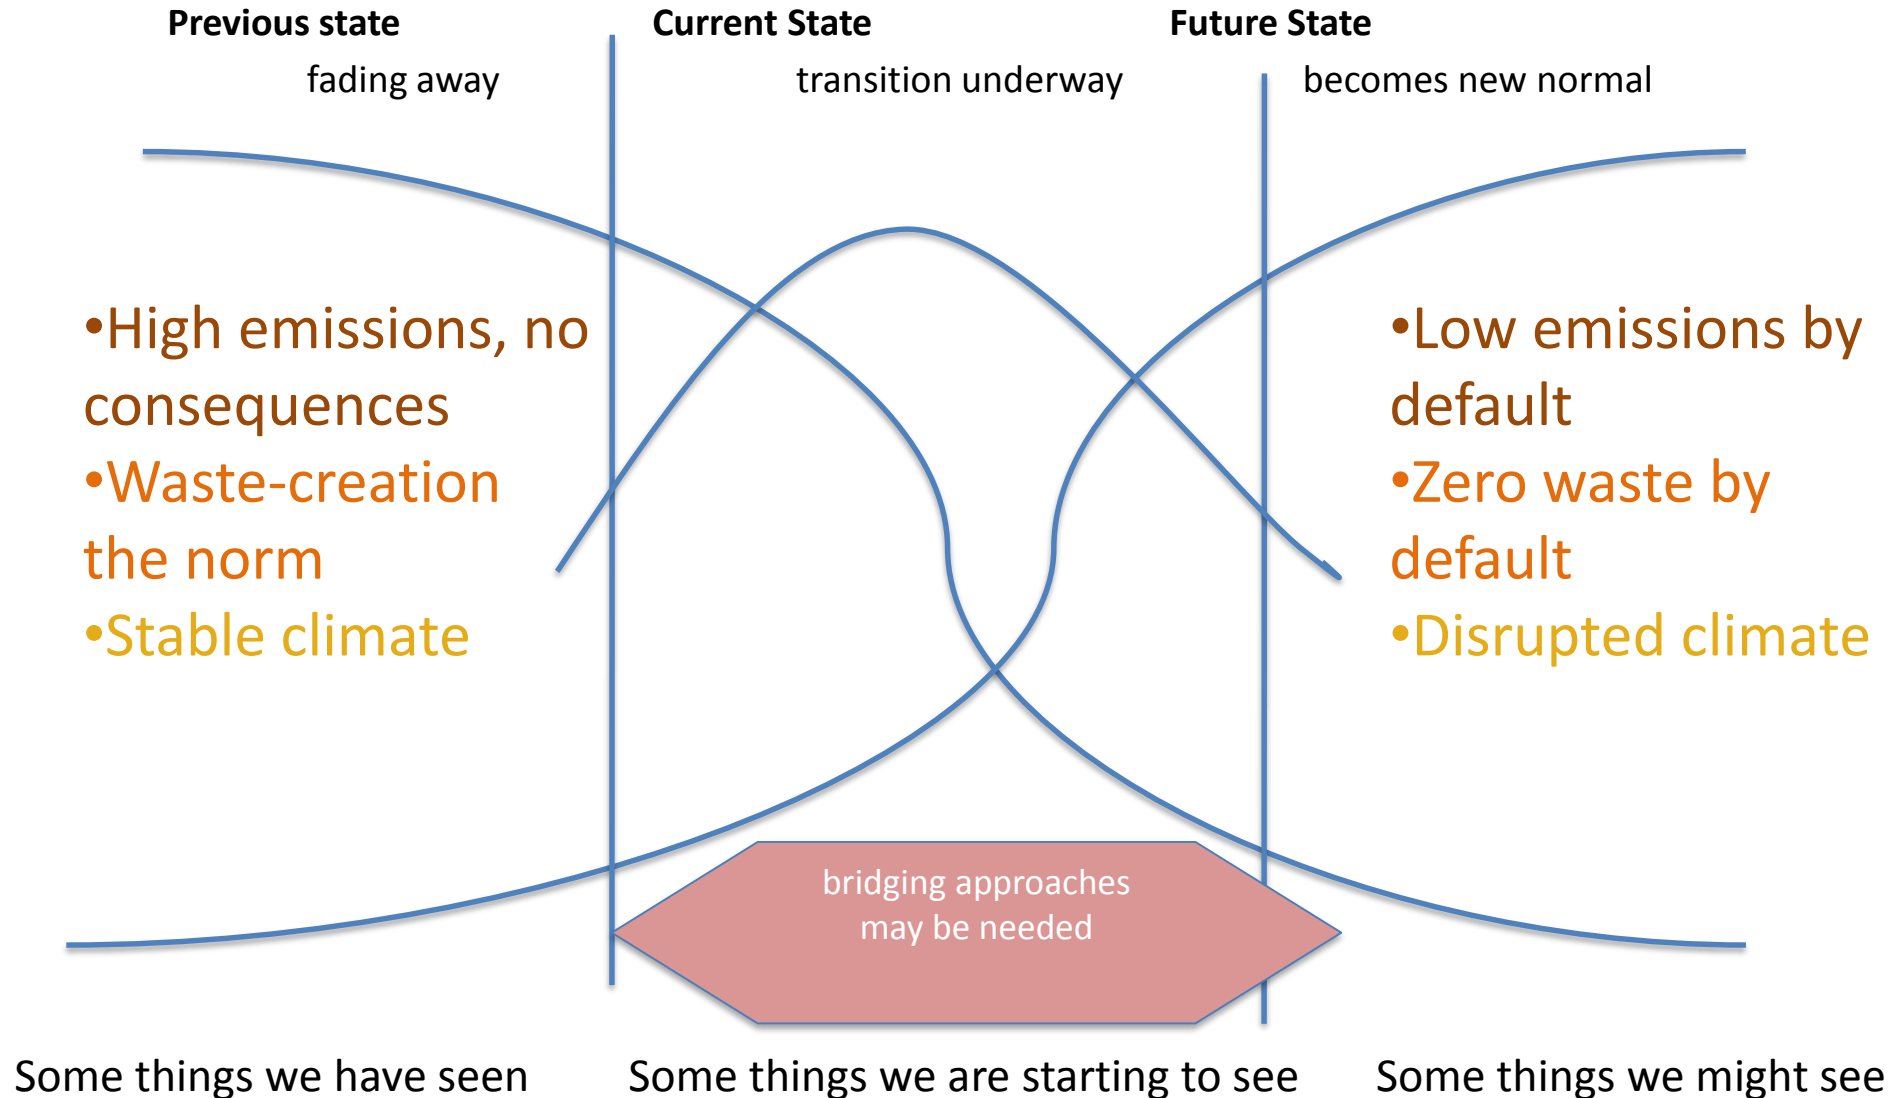 Previous state
Current State
Future State
fading away
transition underway
becomes new normal
•High emissions, no
consequences
•Waste-creation
the norm
•Stable climate
•Low emissions by
default
•Zero waste by
default
•Disrupted climate
bridging approaches
may be needed
Some things we have seen
Some things we are starting to see
Some things we might see